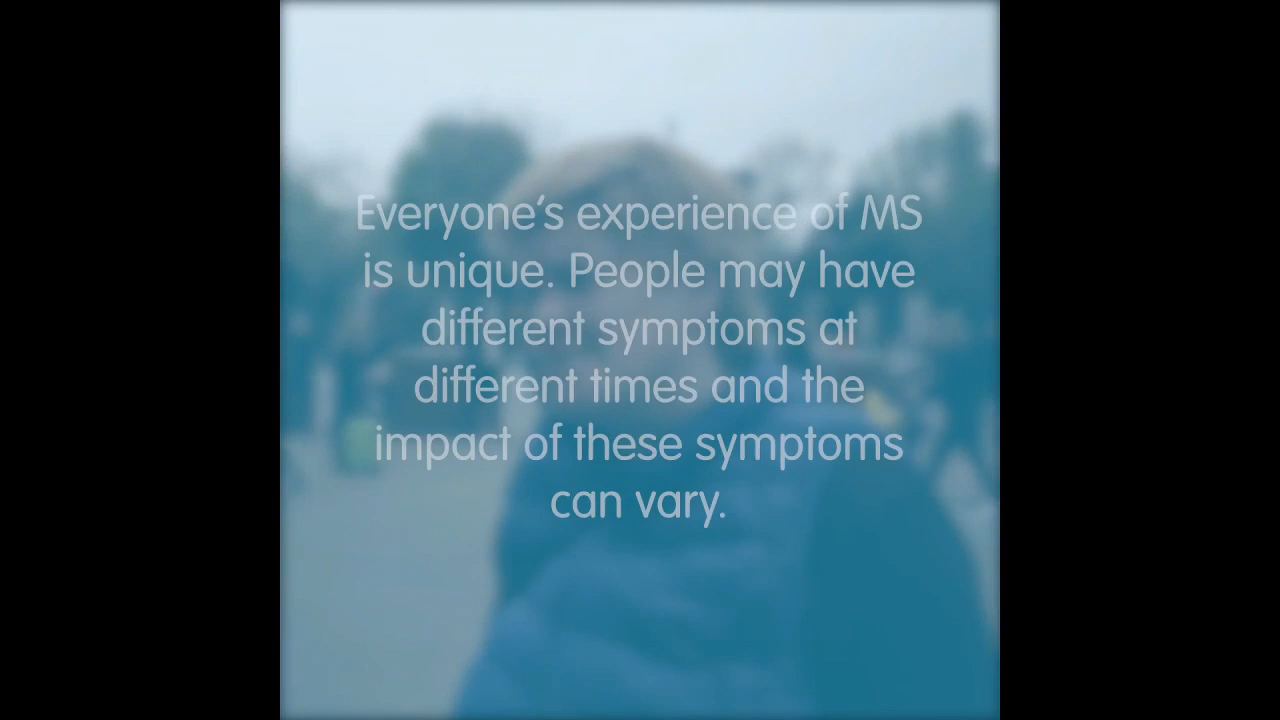 Everyone's experience of MS
is unique. People may have
different symptoms at
different times and the
impact of these symptoms
can vary.